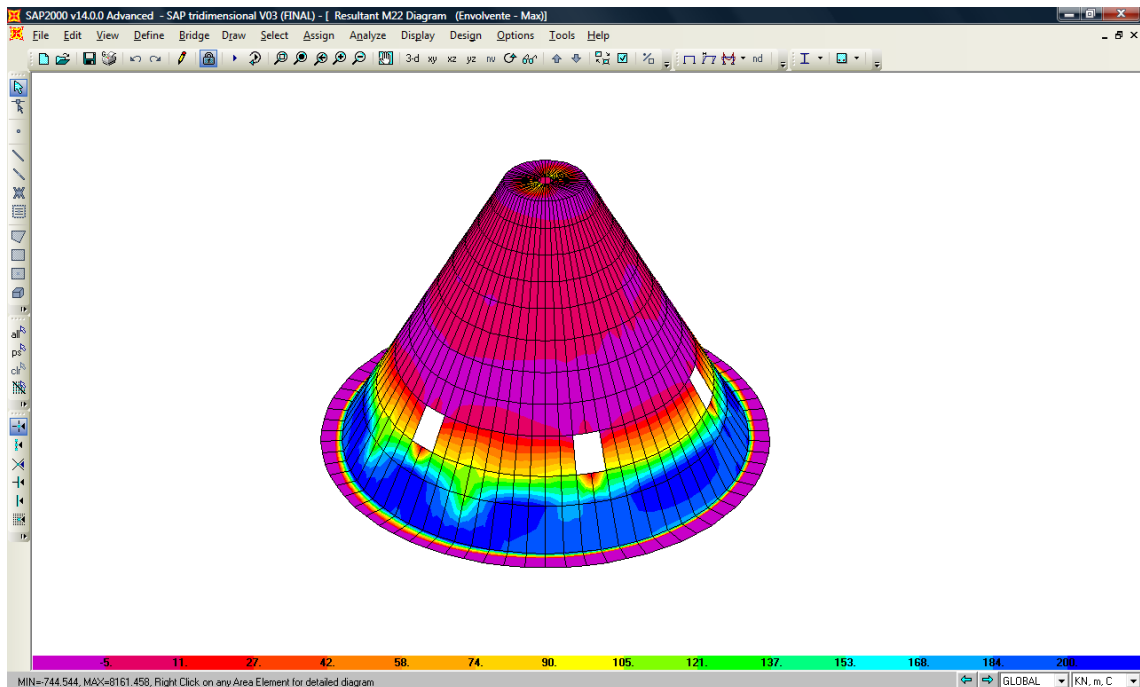 SAP2000 v14.0.0 Advanced - SAP tridimensional V03 (FINAL) - [ Resultant M22 Diagram (Envolvente - Max)]
File Edit View Define Bridge Draw Select Assign Analyze Display Design Options Tools Help
3-d xy xz yz nv nd
all
ps
clr
-5. 11. 27. 42. 58. 74. 90. 105. 121. 137. 153. 168. 184. 200.
MIN=-744.544, MAX=8161.458, Right Click on any Area Element for detailed diagram GLOBAL KN, m, C